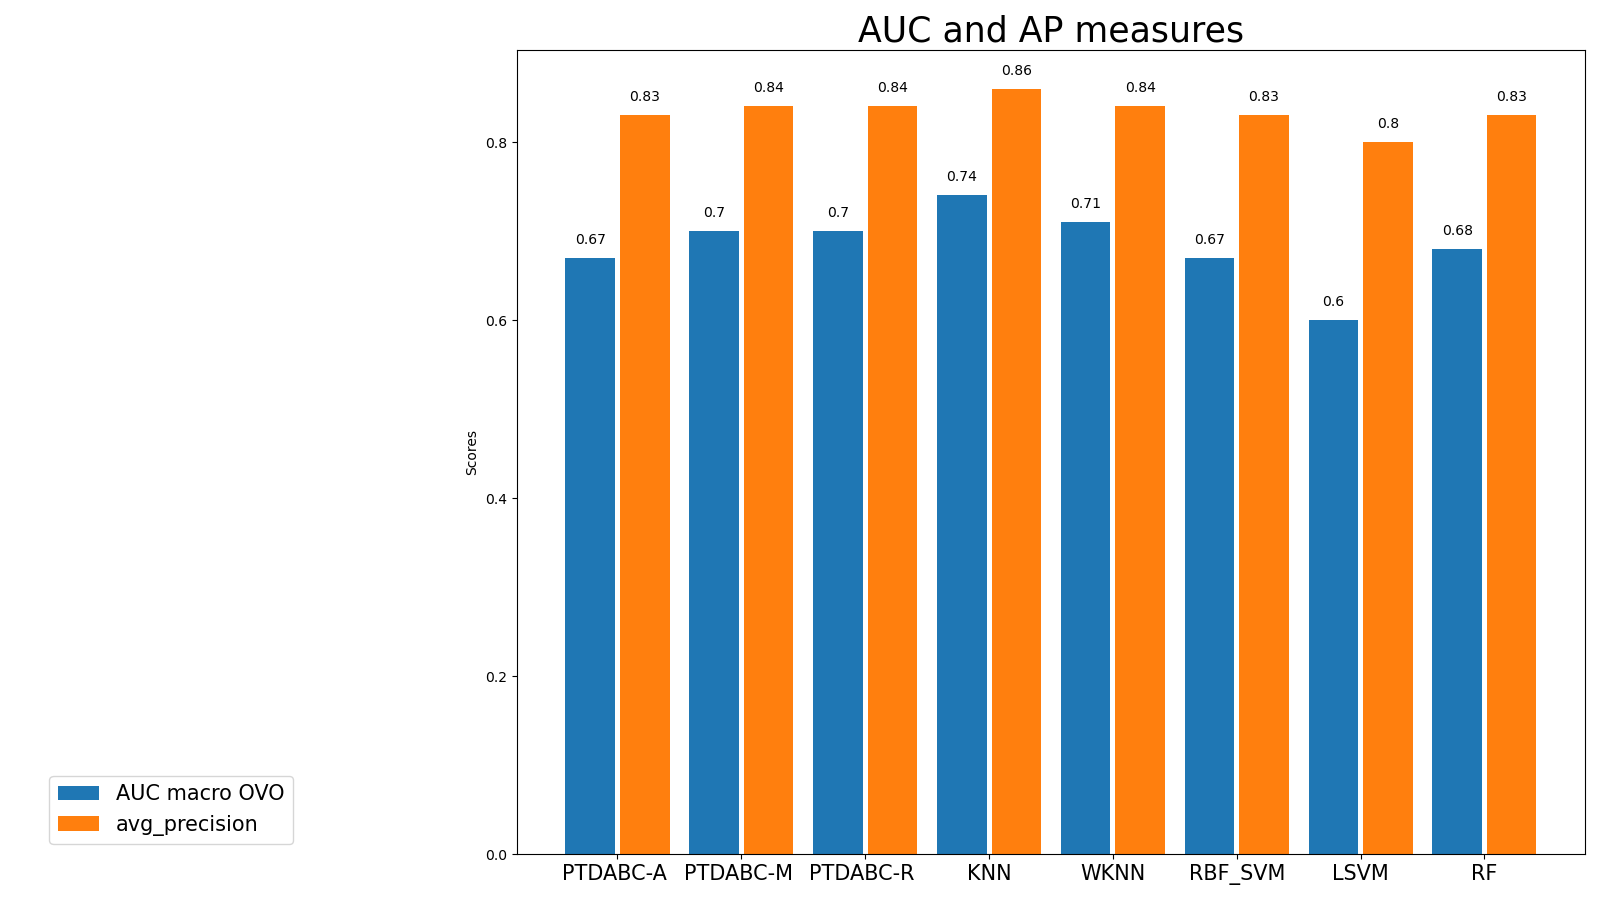 AUC and AP measures
0.83 0.84 0.84 0.86 0.84 0.83 0.8 0.83
0.67 0.7 0.7 0.74 0.71 0.67 0.6 0.68
0.8
0.6
0.4
0.2
0.0
Scores
PTDABC-A PTDABC-M PTDABC-R KNN WKNN RBF_SVM LSVM RF
AUC macro OVO
avg_precision